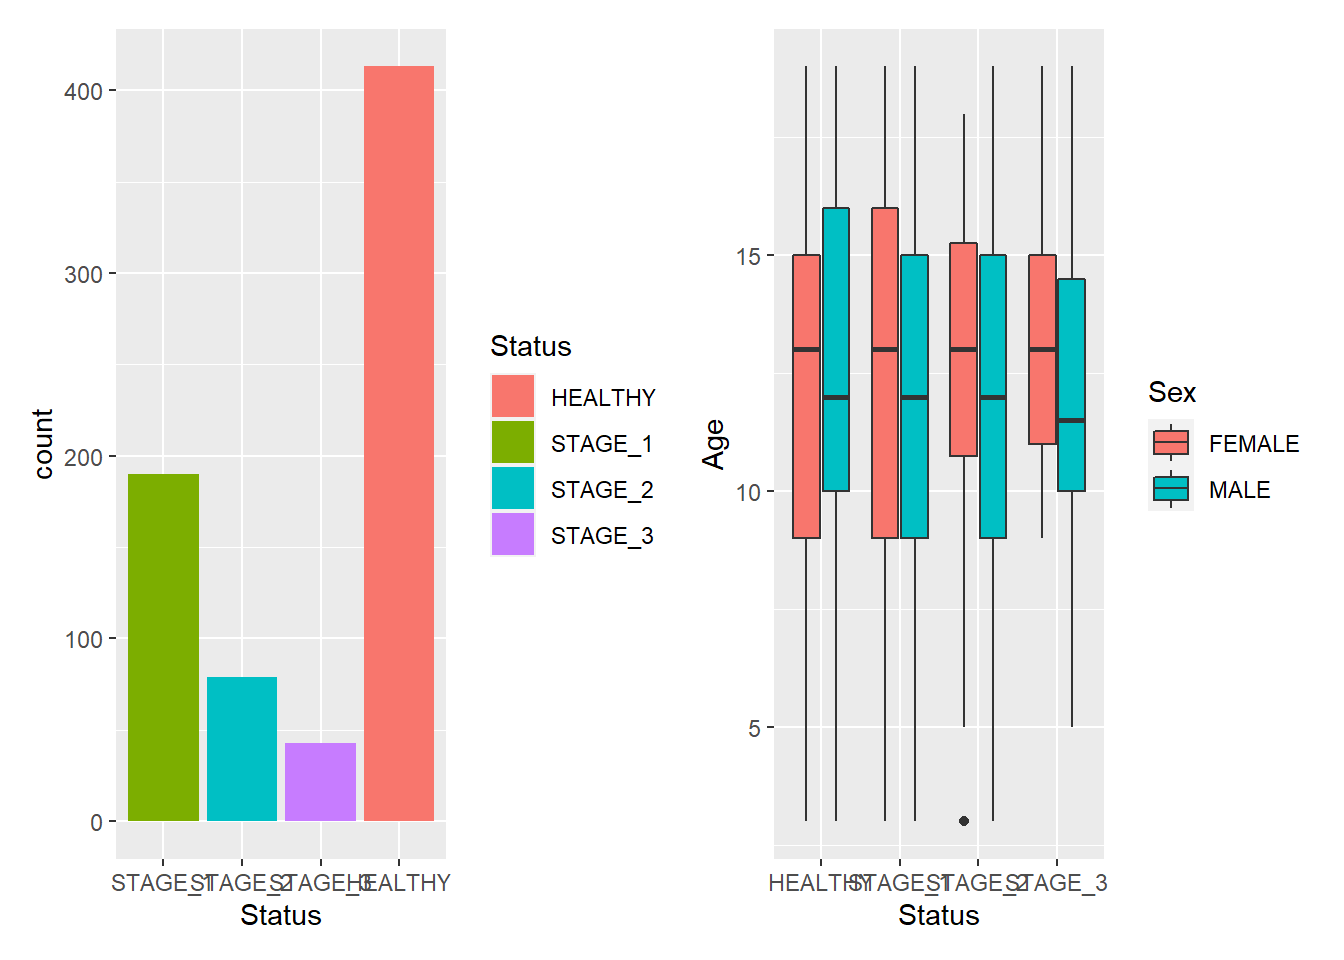 400
300
200
100
0
count
STAGE_1 STAGE_2 STAGE_3 HEALTHY
Status
Status
HEALTHY
STAGE_1
STAGE_2
STAGE_3
15
10
5
Age
HEALTHY STAGE_1 STAGE_2 STAGE_3
Status
Sex
FEMALE
MALE